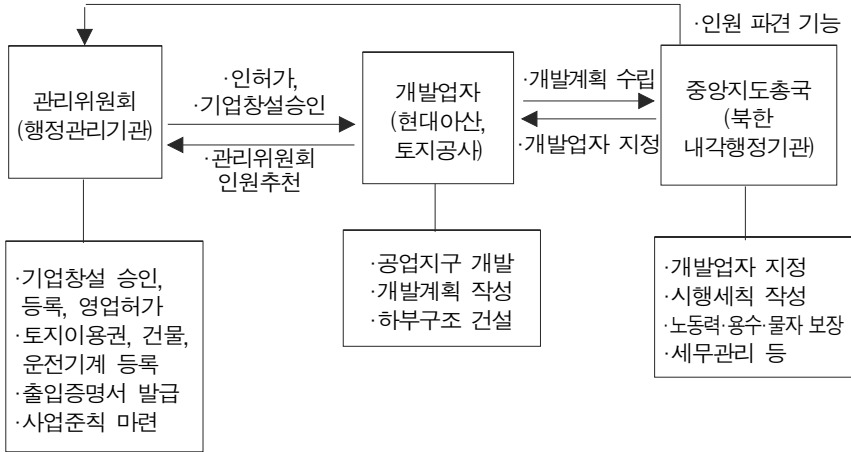 ·인원 파견 기능
관리위원회
(행정관리기관)
·인허가,
·기업창설승인
·관리위원회
인원추천
개발업자
(현대아산,
토지공사)
·개발계획 수립
·개발업자 지정
중앙지도총국
(북한
내각행정기관)
·기업창설 승인,
등록, 영업허가
·토지이용권, 건물,
운전기계 등록
·출입증명서 발급
·사업준칙 마련
·공업지구 개발
·개발계획 작성
·하부구조 건설
·개발업자 지정
·시행세칙 작성
·노동력·용수·물자 보장
·세무관리 등